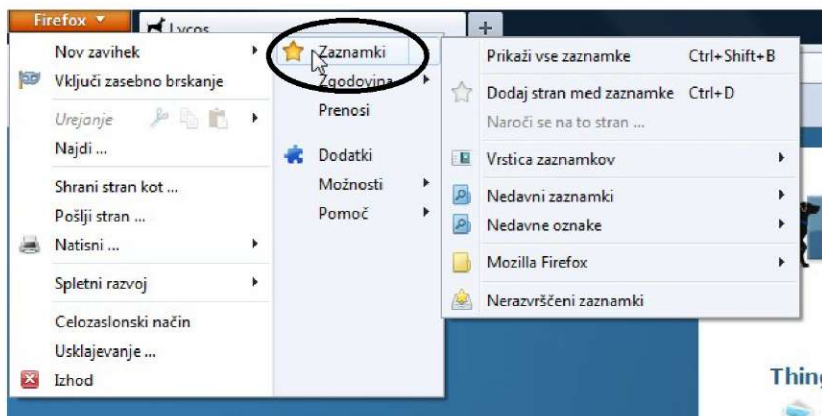 Firefox
Lycos
Nov zavihek
Vključi zasebno brskanje
Urejanje
Najdi ...
Shrani stran kot ...
Pošlji stran ...
Natisni ...
Spletni razvoj
Celozaslonski način
Usklajevanje ...
Izhod
Zaznamki
Zgodovina
Prenosi
Dodatki
Možnosti
Pomoč
Prikaži vse zaznamke Ctrl+Shift+B
Dodaj stran med zaznamke Ctrl+D
Naroči se na to stran ...
Vrstica zaznamkov
Nedavni zaznamki
Nedavne oznake
Mozilla Firefox
Nerazvrščeni zaznamki
Thing